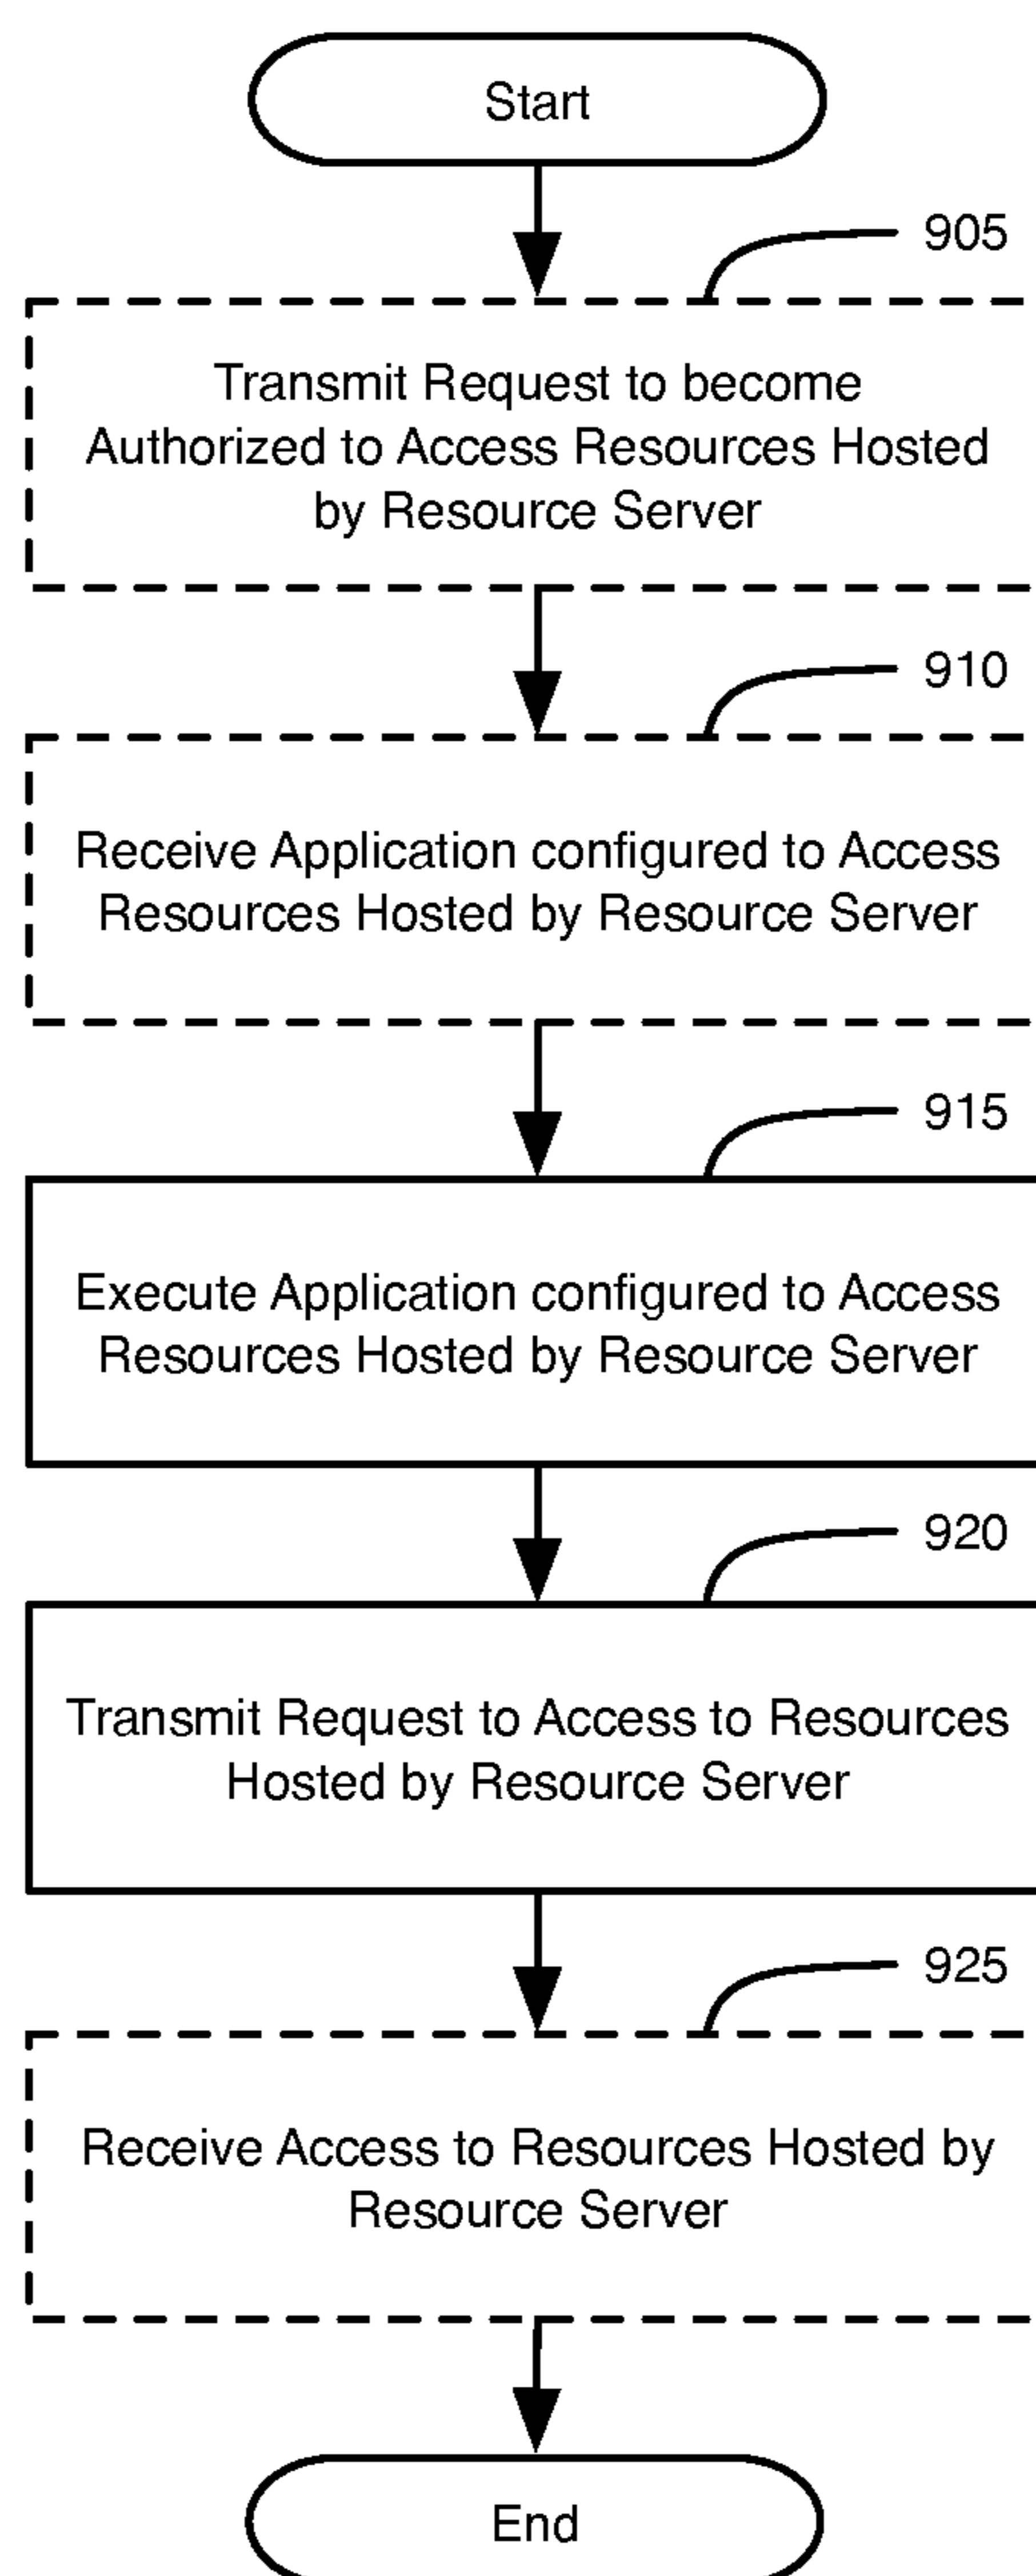 Start
905
Transmit Request to become
Authorized to Access Resources Hosted
by Resource Server
910
Receive Application configured to Access
Resources Hosted by Resource Server
915
Execute Application configured to Access
Resources Hosted by Resource Server
920
Transmit Request to Access to Resources
Hosted by Resource Server
925
Receive Access to Resources Hosted by
Resource Server
End